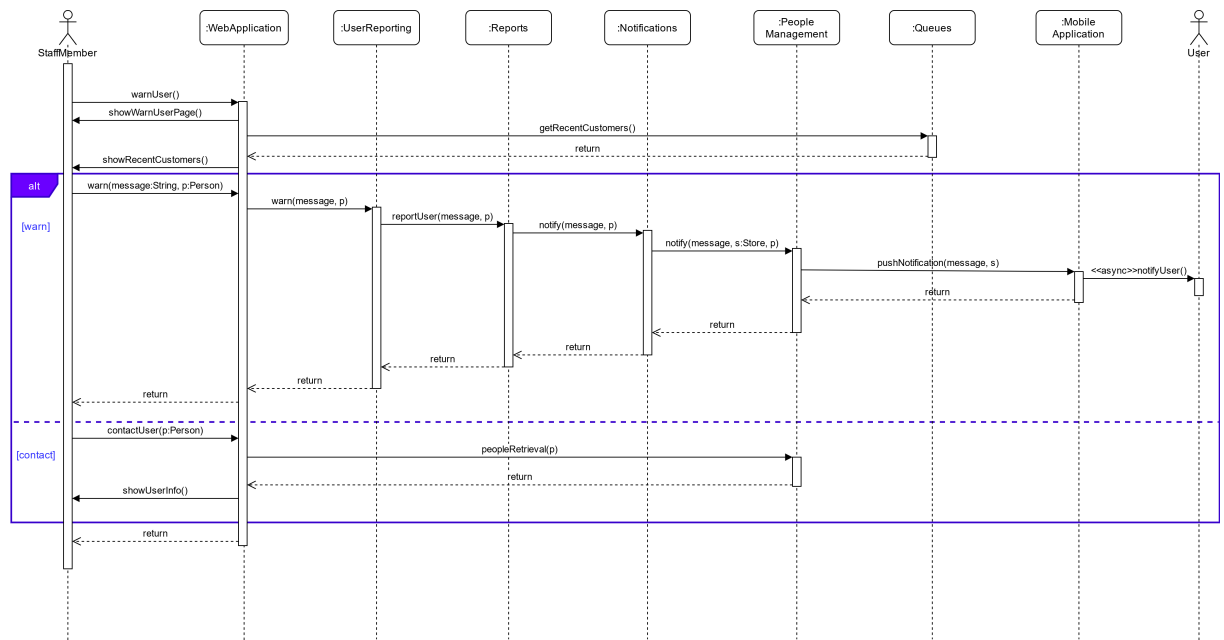 StaffMember
:WebApplication
:UserReporting
:Reports
:Notifications
:People
Management
:Queues
:Mobile
Application
User
warnUser()
showWarnUserPage()
getRecentCustomers()
return
showRecentCustomers()
alt
warn(message:String, p:Person)
warn(message, p)
reportUser(message, p)
[warn]
notify(message, p)
notify(message, s:Store, p)
pushNotification(message, s)
<<async>>notifyUser()
return
return
return
return
return
return
contactUser(p:Person)
peopleRetrieval(p)
[contact]
return
showUserInfo()
return